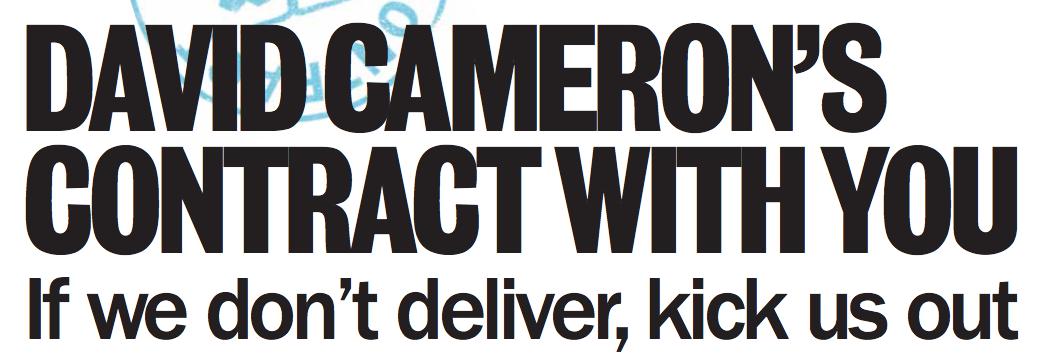 DAVID CAMERON’S
CONTRACT WITH YOU
If we don’t deliver, kick us out